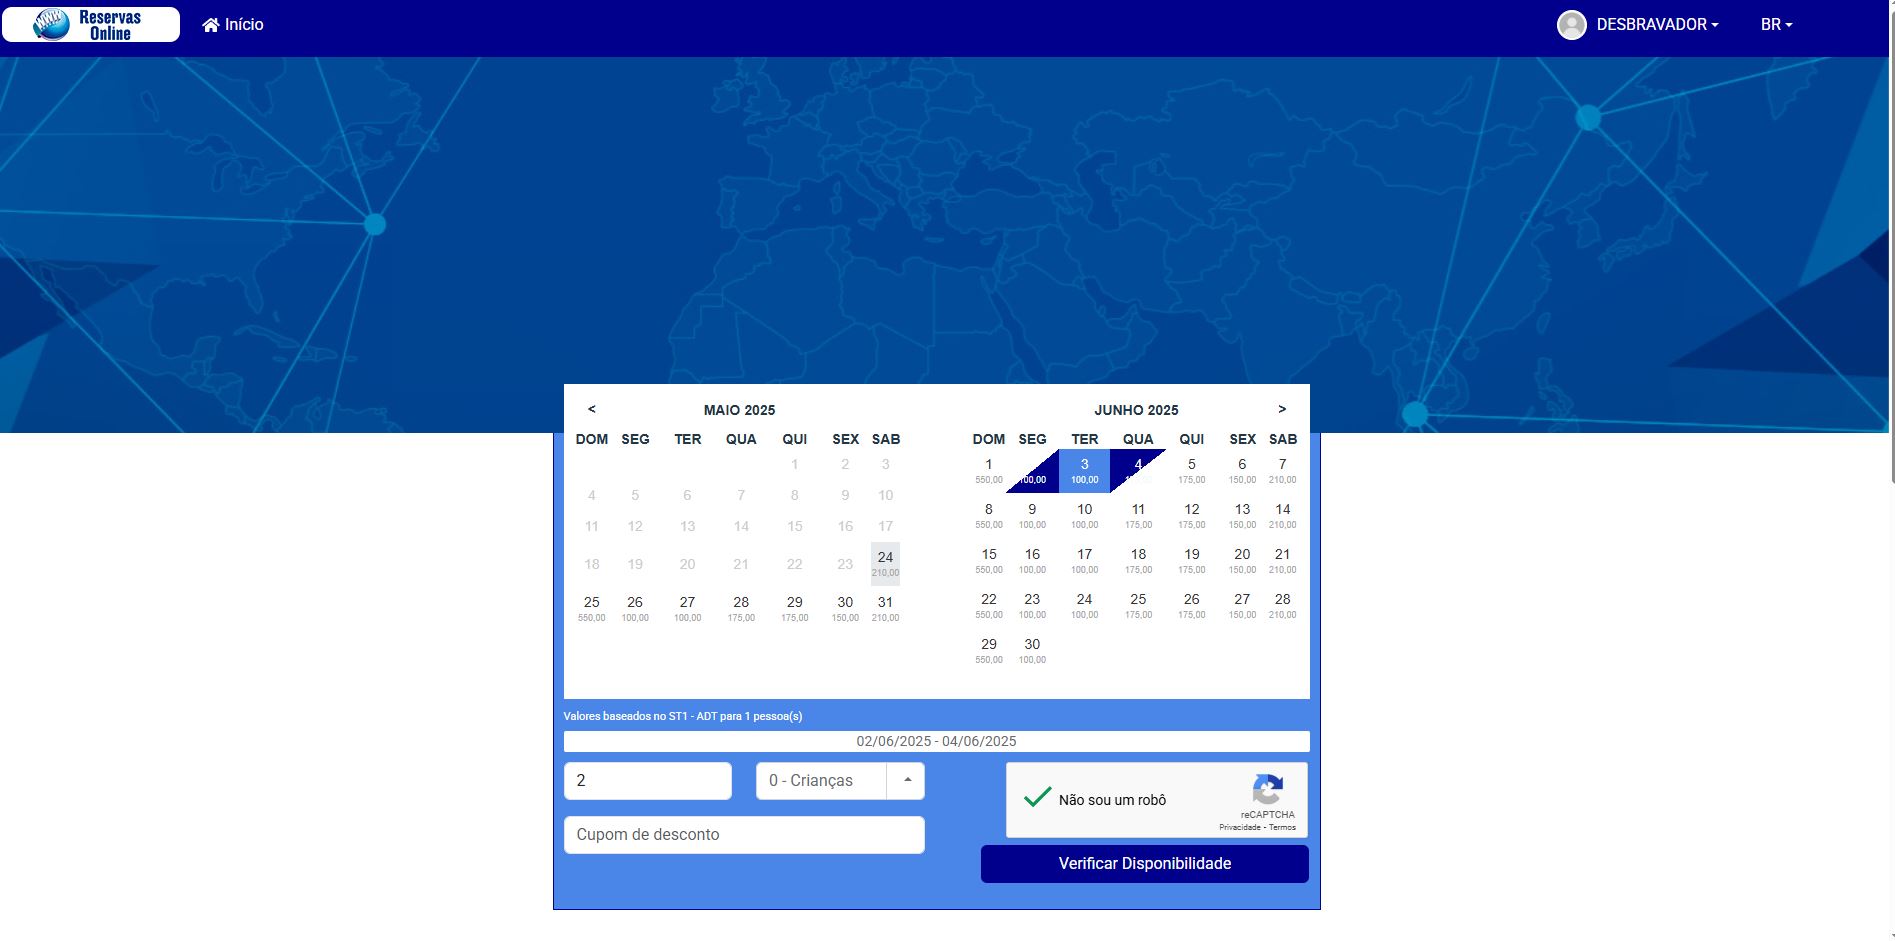 WWW Reservas Online
Início
DESBRAVADOR
BR
< MAIO 2025
DOM SEG TER QUA QUI SEX SAB
1 2 3
4 5 6 7 8 9 10
11 12 13 14 15 16 17
18 19 20 21 22 23 24
210,00
25 26 27 28 29 30 31
550,00 100,00 100,00 175,00 175,00 150,00 210,00
JUNHO 2025 >
DOM SEG TER QUA QUI SEX SAB
1 3 4 5 6 7
550,00 100,00 100,00 175,00 150,00 210,00
8 9 10 11 12 13 14
550,00 100,00 100,00 175,00 175,00 150,00 210,00
15 16 17 18 19 20 21
550,00 100,00 100,00 175,00 175,00 150,00 210,00
22 23 24 25 26 27 28
550,00 100,00 100,00 175,00 175,00 150,00 210,00
29 30
550,00 100,00
Valores baseados no ST1 - ADT para 1 pessoa(s)
02/06/2025 - 04/06/2025
2
0 - Crianças
Não sou um robô
reCAPTCHA
Privacidade - Termos
Cupom de desconto
Verificar Disponibilidade